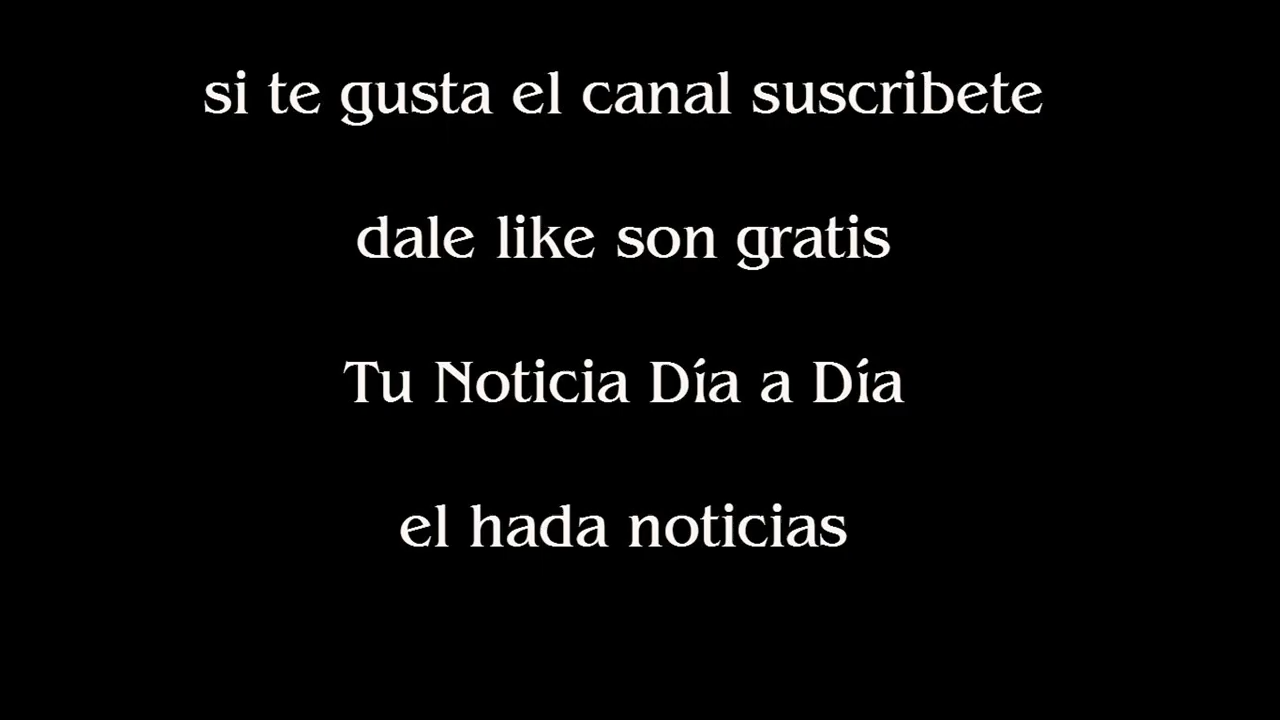 si te gusta el canal suscribete
dale like son gratis
Tu Noticia Día a Día
el hada noticias